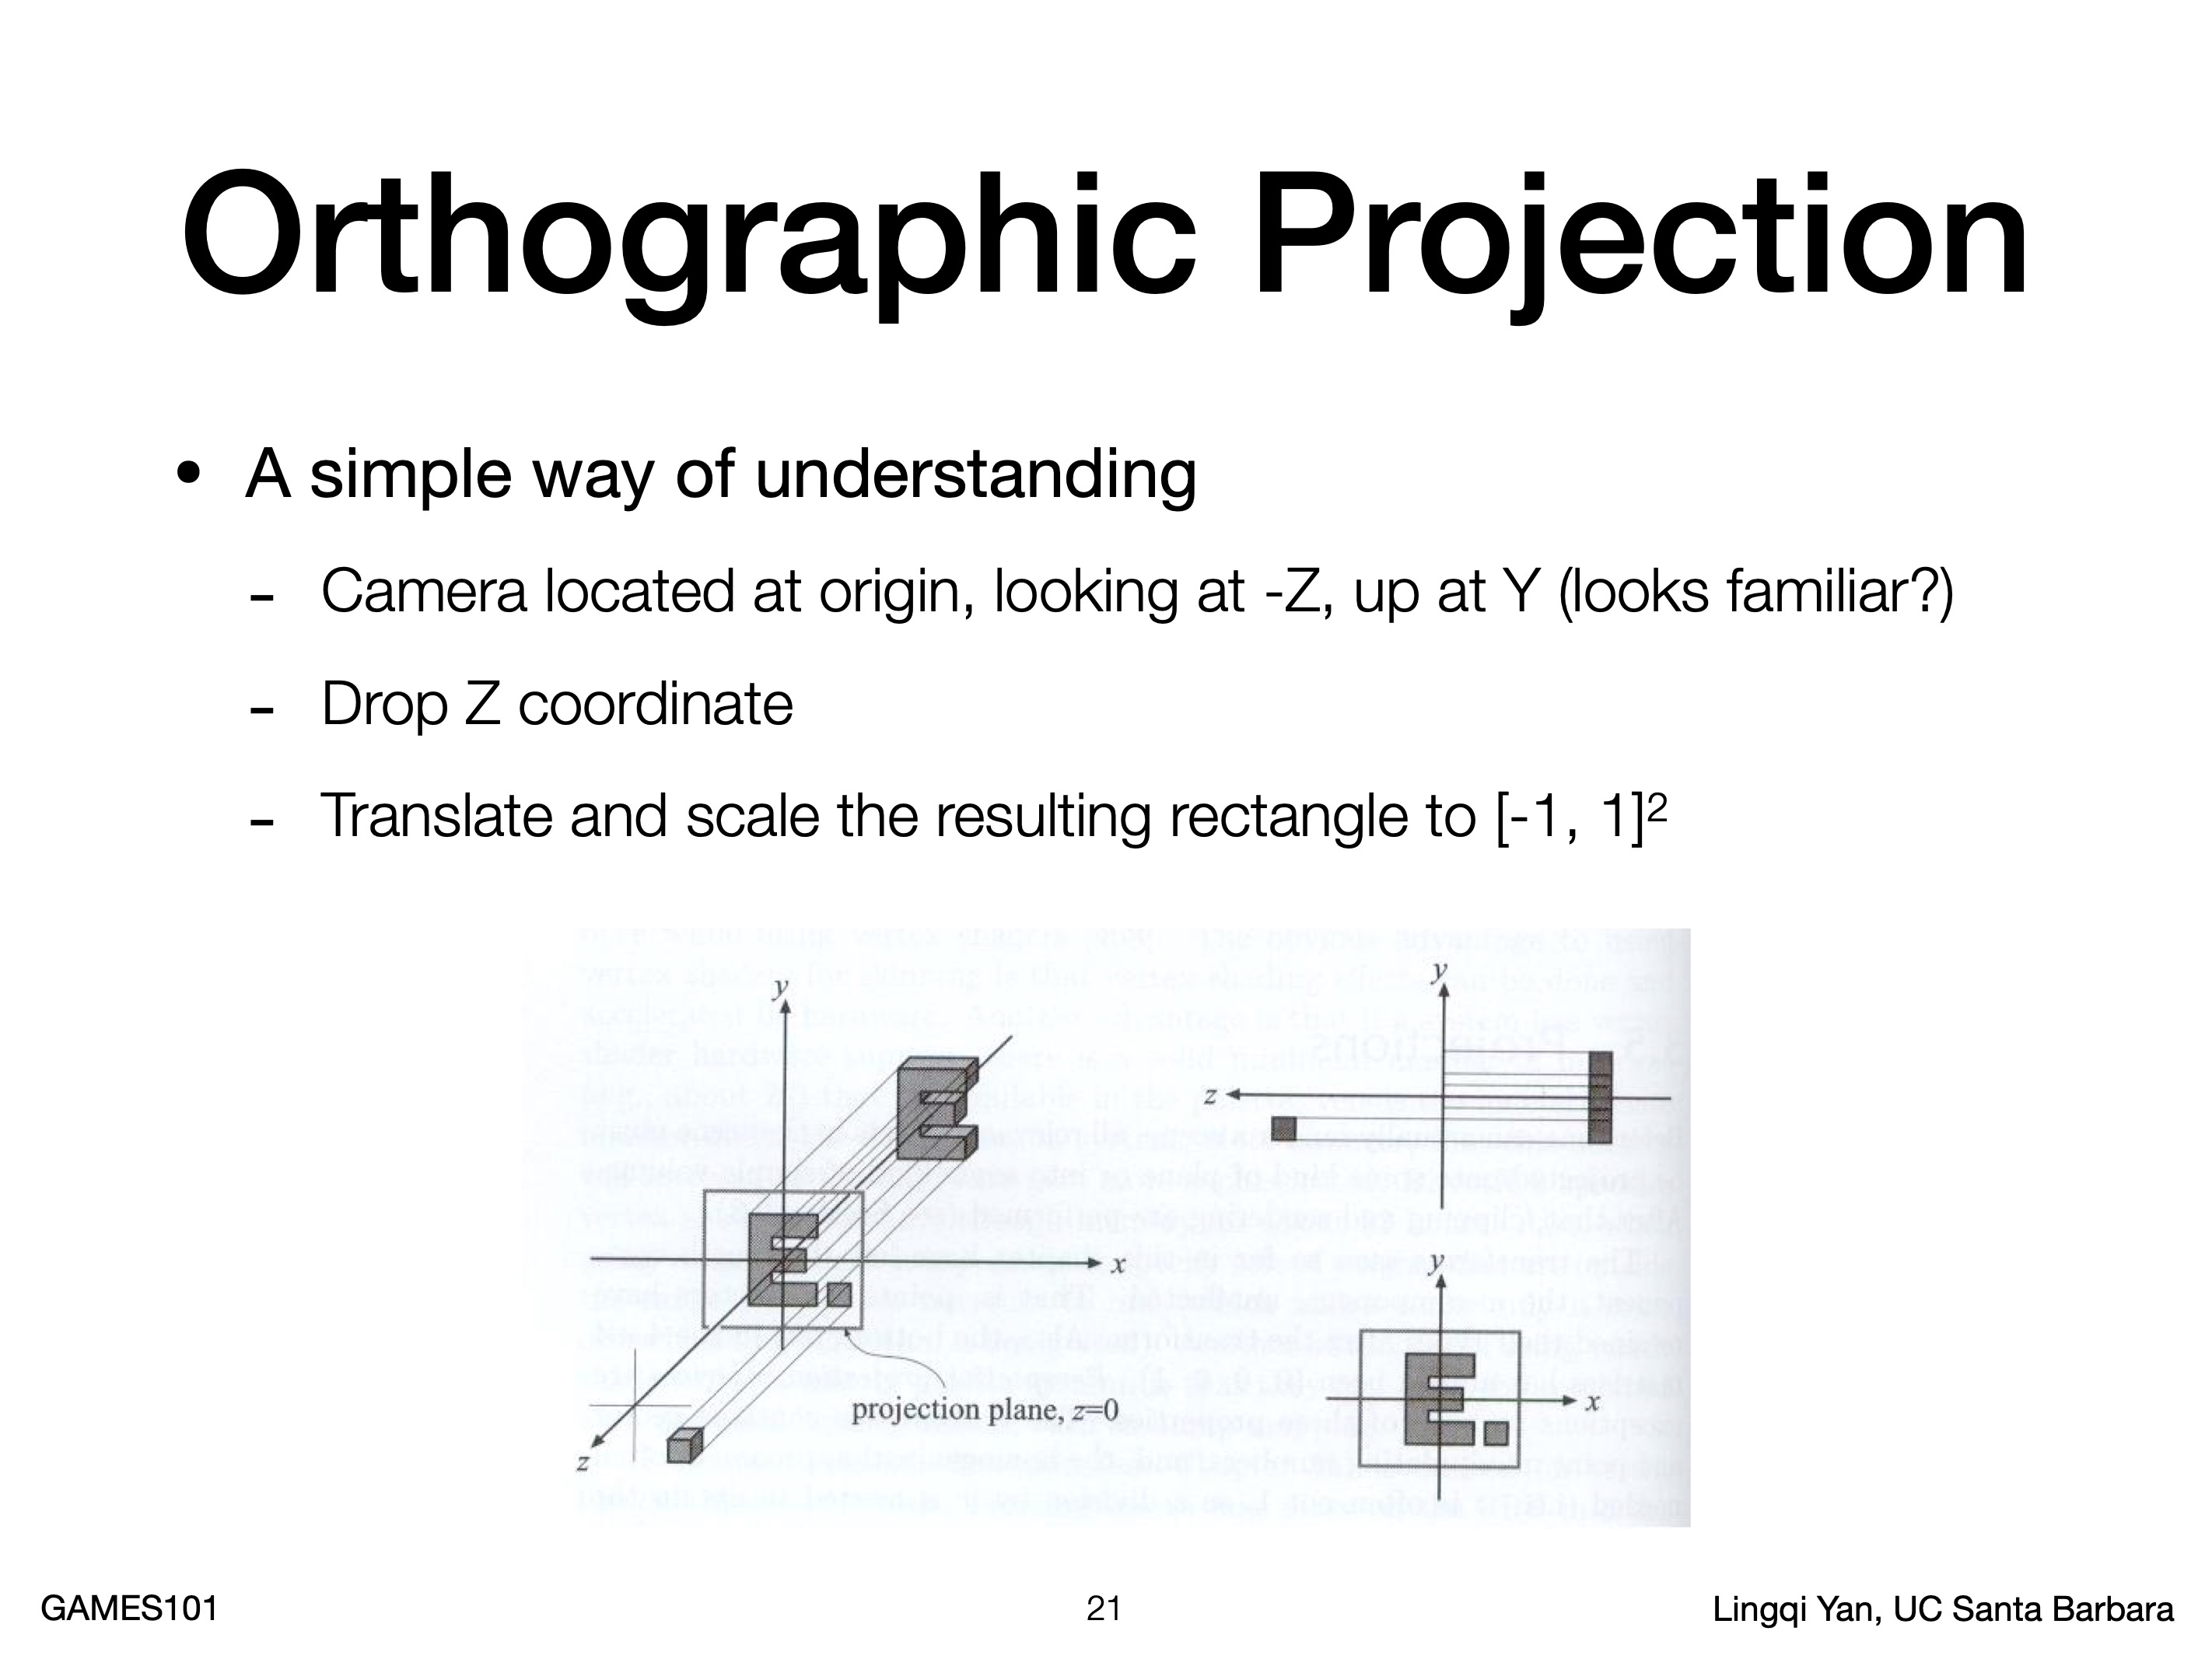 Orthographic Projection
• A simple way of understanding
- Camera located at origin, looking at -Z, up at Y (looks familiar?)
- Drop Z coordinate
- Translate and scale the resulting rectangle to [-1, 1]²
y
x
z
projection plane, z=0
y
z
y
x
GAMES101
21
Lingqi Yan, UC Santa Barbara